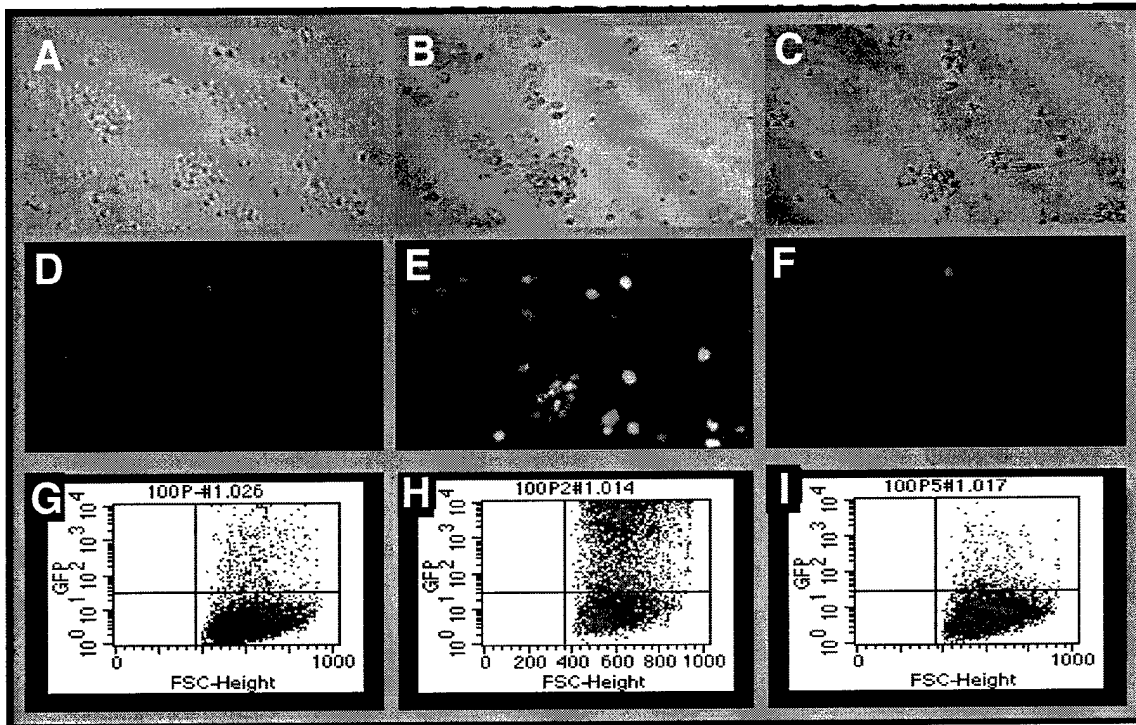 A
B
C
D
E
F
G
100P-#1.026
GFP
10^0 10^1 10^2 10^3 10^4
0 1000
FSC-Height
H
100P2#1.014
GFP
10^0 10^1 10^2 10^3 10^4
0 200 400 600 800 1000
FSC-Height
I
100P5#1.017
GFP
10^0 10^1 10^2 10^3 10^4
0 1000
FSC-Height